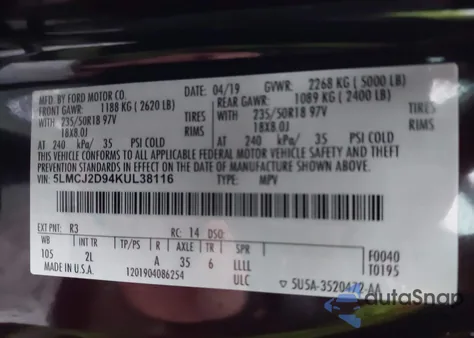 MFD. BY FORD MOTOR CO. DATE: 04/19 GVWR: 2268 KG (5000 LB)
FRONT GAWR: 1188 KG (2620 LB) REAR GAWR: 1089 KG (2400 LB)
WITH 235/50R18 97V TIRES WITH 235/50R18 97V TIRES
18X8.0J RIMS 18X8.0J RIMS
AT 240 kPa/ 35 PSI COLD AT 240 kPa/ 35 PSI COLD
THIS VEHICLE CONFORMS TO ALL APPLICABLE FEDERAL MOTOR VEHICLE SAFETY AND THEFT
PREVENTION STANDARDS IN EFFECT ON THE DATE OF MANUFACTURE SHOWN ABOVE.
VIN: 5LMCJ2D94KUL38116 TYPE: MPV
EXT PNT: R3 RC: 14 DSO:
WB INT TR TP/PS R AXLE TR SPR F0040
105 2L A 35 6 LLLL T0195
MADE IN U.S.A. 1201904086254 ULC 5U5A-3520472-AA
autaSnap